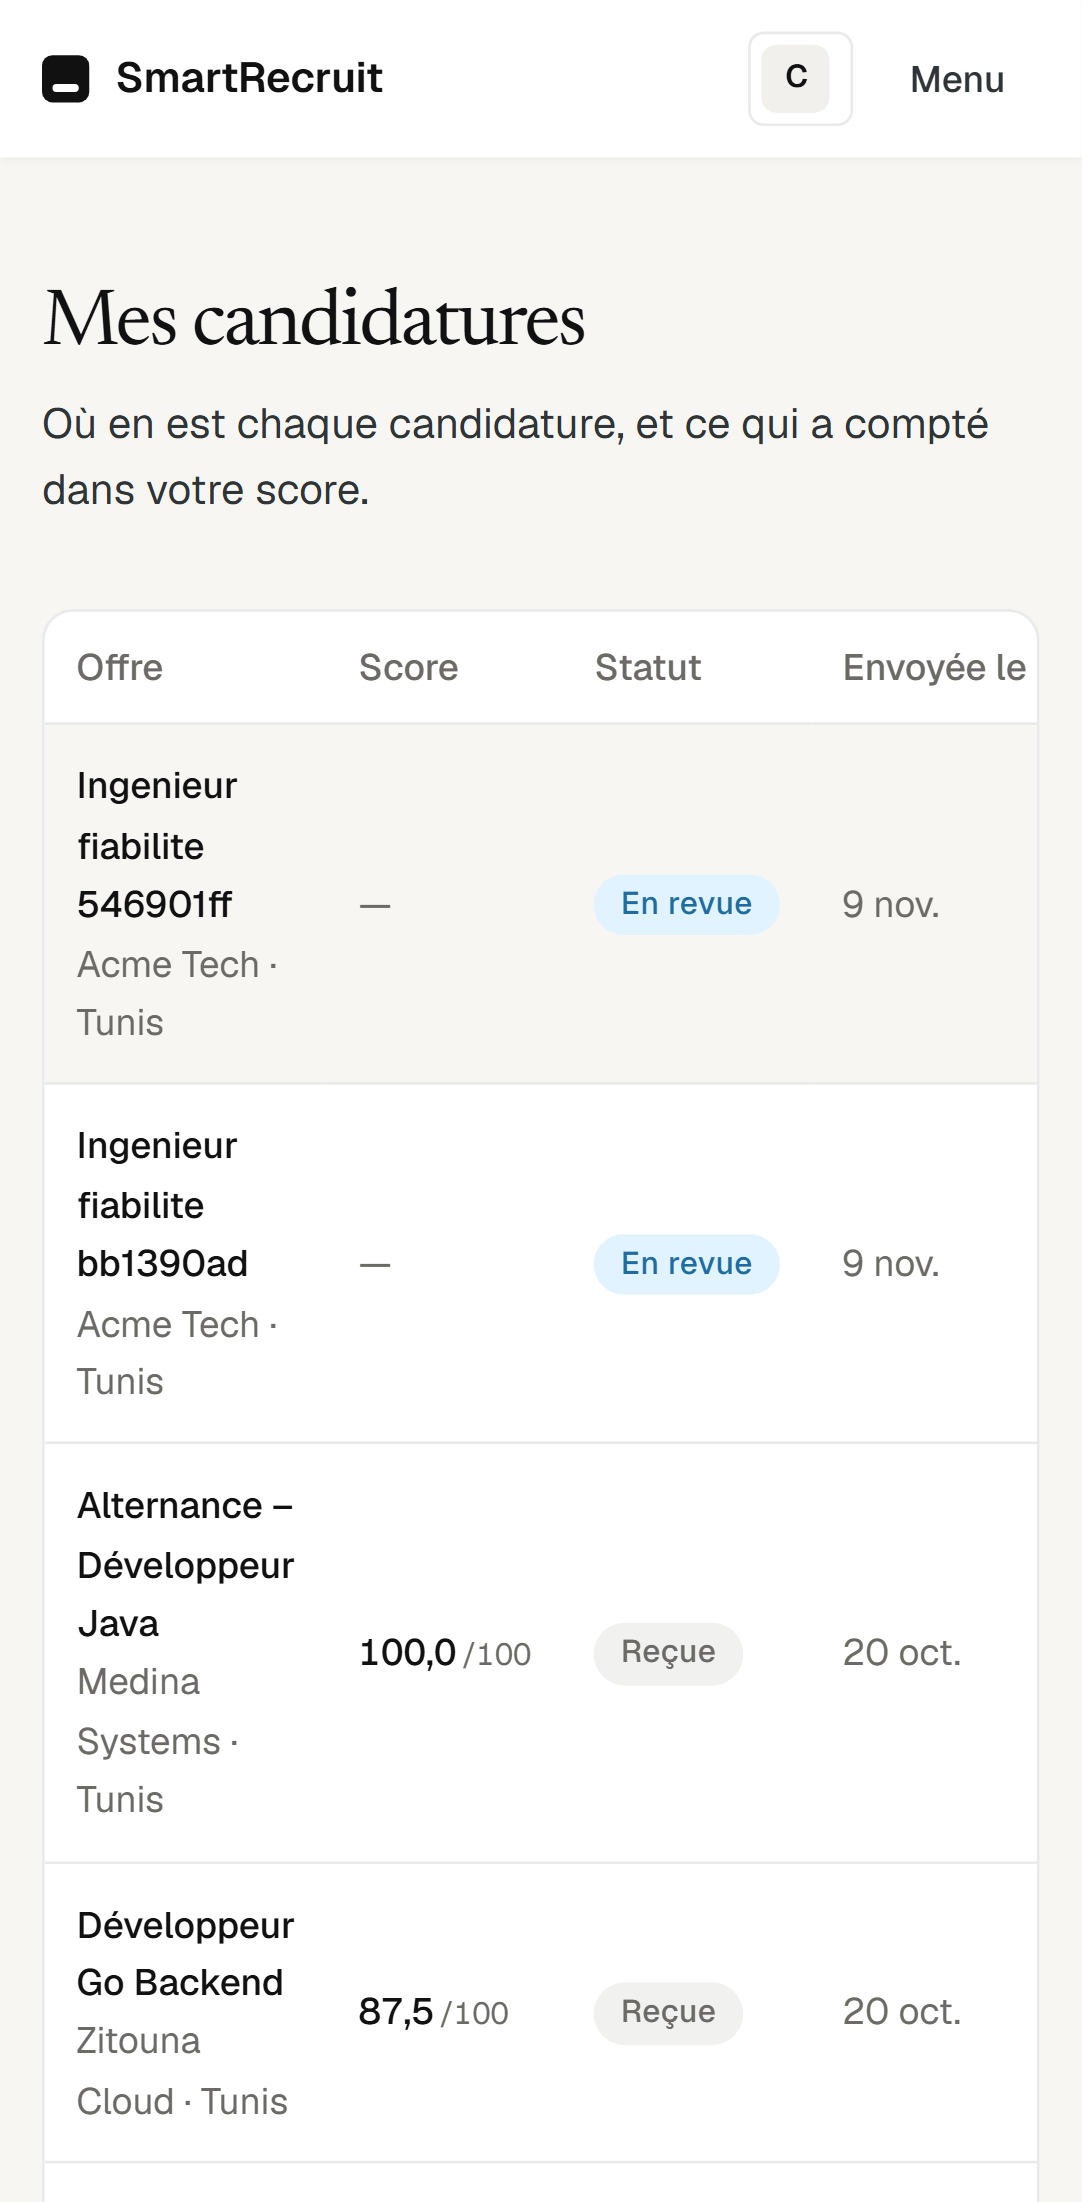 SmartRecruit
C
Menu
Mes candidatures
Où en est chaque candidature, et ce qui a compté
dans votre score.
Offre Score Statut Envoyée le
Ingenieur
fiabilite
546901ff — En revue 9 nov.
Acme Tech ·
Tunis
Ingenieur
fiabilite
bb1390ad — En revue 9 nov.
Acme Tech ·
Tunis
Alternance –
Développeur
Java
100,0 /100 Reçue 20 oct.
Medina
Systems ·
Tunis
Développeur
Go Backend
87,5 /100 Reçue 20 oct.
Zitouna
Cloud · Tunis